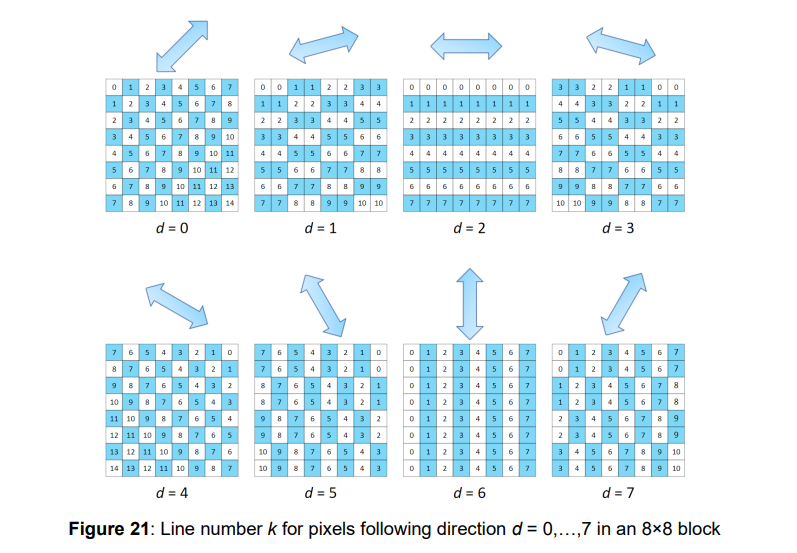 0 1 2 3 4 5 6 7 0 0 1 1 2 2 3 3 0 0 0 0 0 0 0 0 3 3 2 2 1 1 0 0
1 2 3 4 5 6 7 8 1 1 2 2 3 3 4 4 1 1 1 1 1 1 1 1 4 4 3 3 2 2 1 1
2 3 4 5 6 7 8 9 2 2 3 3 4 4 5 5 2 2 2 2 2 2 2 2 5 5 4 4 3 3 2 2
3 4 5 6 7 8 9 10 3 3 4 4 5 5 6 6 3 3 3 3 3 3 3 3 6 6 5 5 4 4 3 3
4 5 6 7 8 9 10 11 4 4 5 5 6 6 7 7 4 4 4 4 4 4 4 4 7 7 6 6 5 5 4 4
5 6 7 8 9 10 11 12 5 5 6 6 7 7 8 8 5 5 5 5 5 5 5 5 8 8 7 7 6 6 5 5
6 7 8 9 10 11 12 13 6 6 7 7 8 8 9 9 6 6 6 6 6 6 6 6 9 9 8 8 7 7 6 6
7 8 9 10 11 12 13 14 7 7 8 8 9 9 10 10 7 7 7 7 7 7 7 7 10 10 9 9 8 8 7 7
d = 0 d = 1 d = 2 d = 3
7 6 5 4 3 2 1 0 7 6 5 4 3 2 1 0 0 1 2 3 4 5 6 7 0 1 2 3 4 5 6 7
8 7 6 5 4 3 2 1 7 6 5 4 3 2 1 0 0 1 2 3 4 5 6 7 0 1 2 3 4 5 6 7
9 8 7 6 5 4 3 2 8 7 6 5 4 3 2 1 0 1 2 3 4 5 6 7 1 2 3 4 5 6 7 8
10 9 8 7 6 5 4 3 8 7 6 5 4 3 2 1 0 1 2 3 4 5 6 7 1 2 3 4 5 6 7 8
11 10 9 8 7 6 5 4 9 8 7 6 5 4 3 2 0 1 2 3 4 5 6 7 2 3 4 5 6 7 8 9
12 11 10 9 8 7 6 5 9 8 7 6 5 4 3 2 0 1 2 3 4 5 6 7 2 3 4 5 6 7 8 9
13 12 11 10 9 8 7 6 10 9 8 7 6 5 4 3 0 1 2 3 4 5 6 7 3 4 5 6 7 8 9 10
14 13 12 11 10 9 8 7 10 9 8 7 6 5 4 3 0 1 2 3 4 5 6 7 3 4 5 6 7 8 9 10
d = 4 d = 5 d = 6 d = 7
Figure 21: Line number k for pixels following direction d = 0,…,7 in an 8×8 block